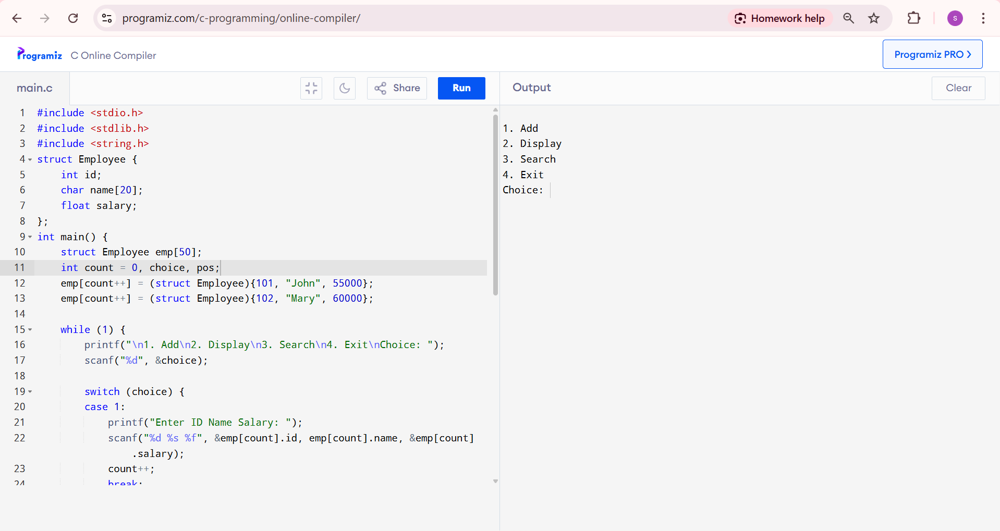 programiz.com/c-programming/online-compiler/
Homework help
s
Programiz
C Online Compiler
Programiz PRO ❯
main.c
Share
Run
Output
Clear
1 #include <stdio.h>
2 #include <stdlib.h>
3 #include <string.h>
4 struct Employee {
5     int id;
6     char name[20];
7     float salary;
8 };
9 int main() {
10     struct Employee emp[50];
11     int count = 0, choice, pos;
12     emp[count++] = (struct Employee){101, "John", 55000};
13     emp[count++] = (struct Employee){102, "Mary", 60000};
14
15     while (1) {
16         printf("\n1. Add\n2. Display\n3. Search\n4. Exit\nChoice: ");
17         scanf("%d", &choice);
18
19         switch (choice) {
20         case 1:
21             printf("Enter ID Name Salary: ");
22             scanf("%d %s %f", &emp[count].id, emp[count].name, &emp[count]
.salary);
23             count++;
24             break;
1. Add
2. Display
3. Search
4. Exit
Choice: